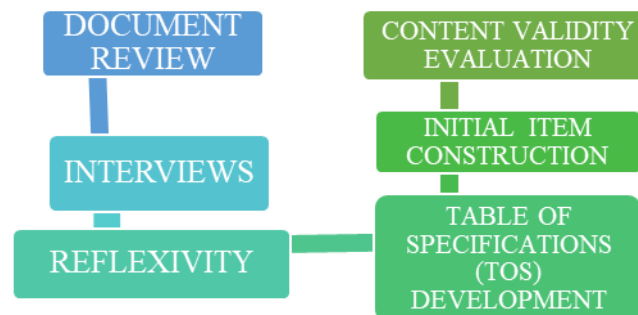 DOCUMENT
REVIEW
INTERVIEWS
REFLEXIVITY
TABLE OF
SPECIFICATIONS
(TOS)
DEVELOPMENT
INITIAL ITEM
CONSTRUCTION
CONTENT VALIDITY
EVALUATION